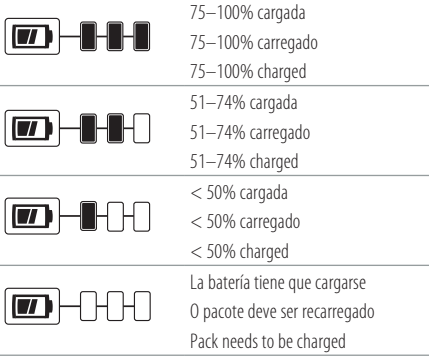 75–100% cargada
75–100% carregado
75–100% charged
51–74% cargada
51–74% carregado
51–74% charged
< 50% cargada
< 50% carregado
< 50% charged
La batería tiene que cargarse
O pacote deve ser recarregado
Pack needs to be charged